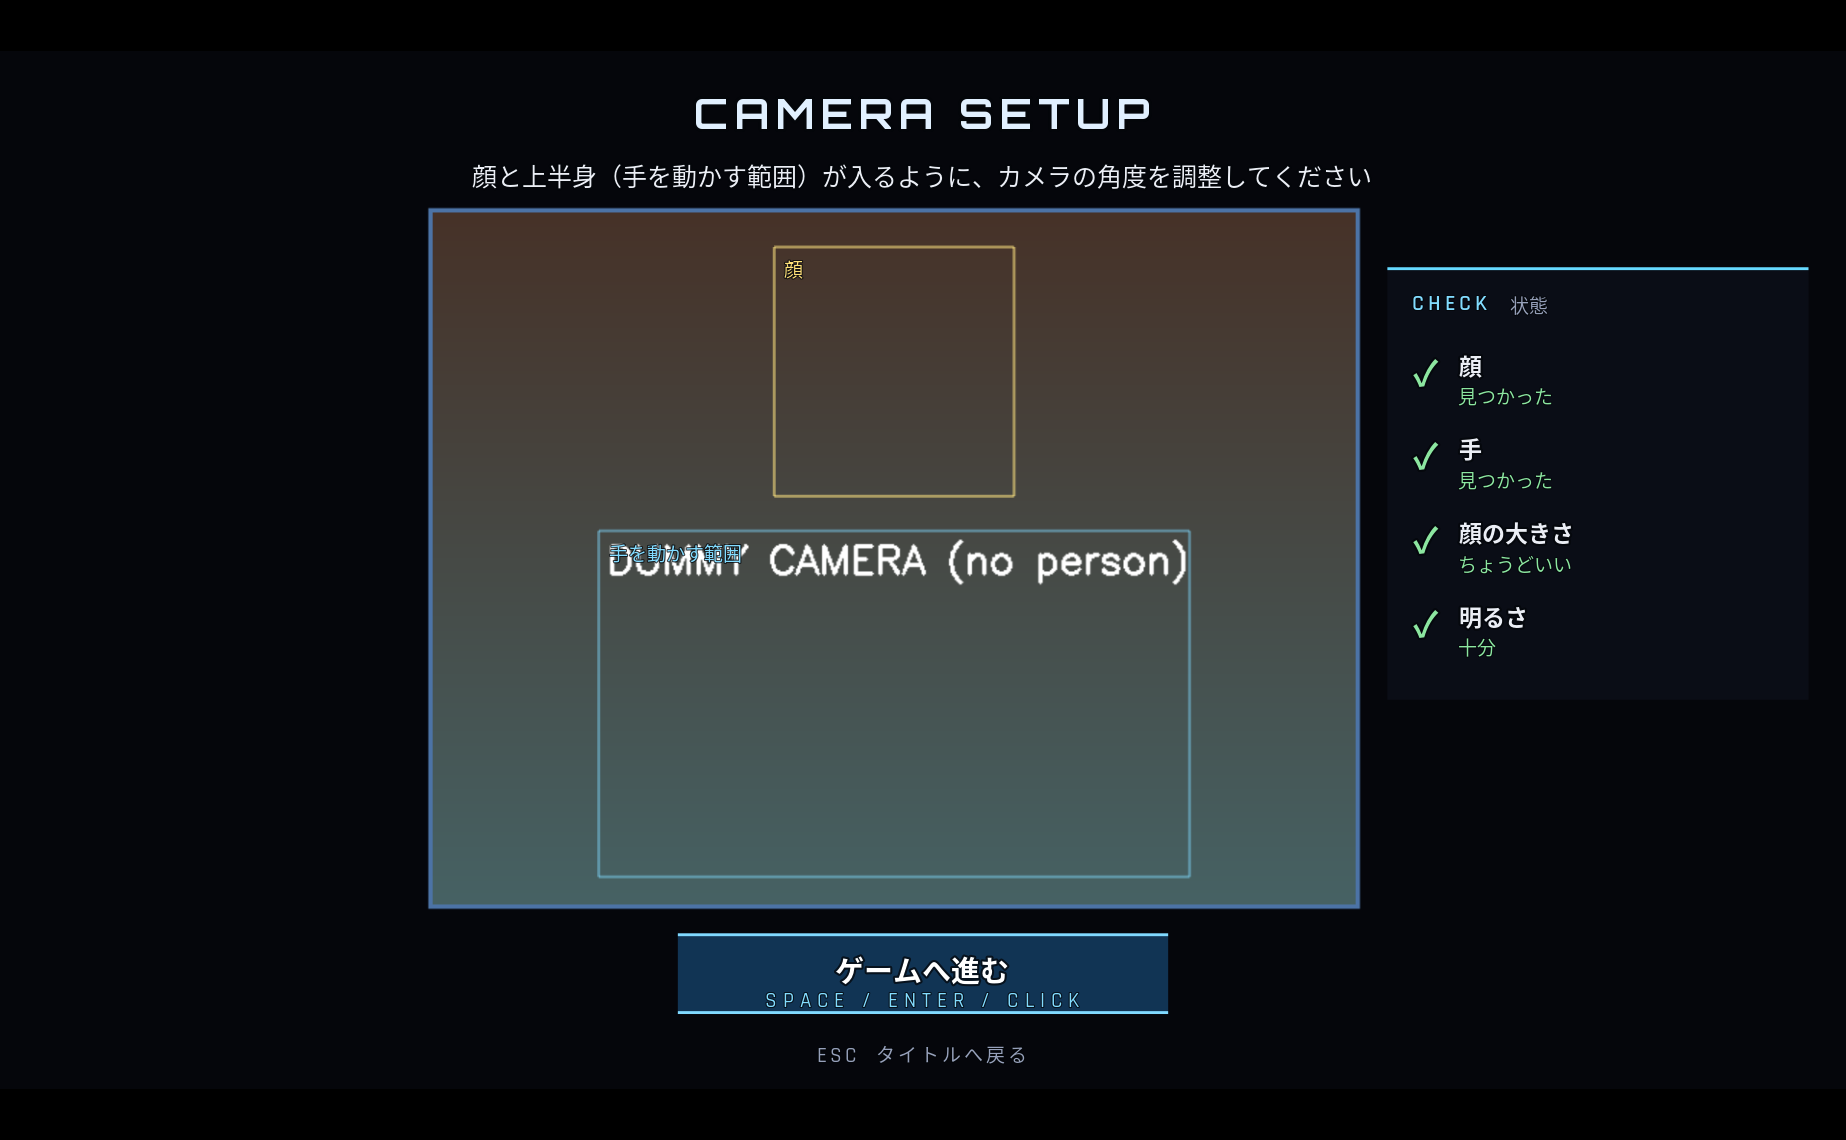 CAMERA SETUP
顔と上半身（手を動かす範囲）が入るように、カメラの角度を調整してください
顔
手を動かす範囲
DUMMY CAMERA (no person)
CHECK 状態
顔
見つかった
手
見つかった
顔の大きさ
ちょうどいい
明るさ
十分
ゲームへ進む
SPACE / ENTER / CLICK
ESC タイトルへ戻る